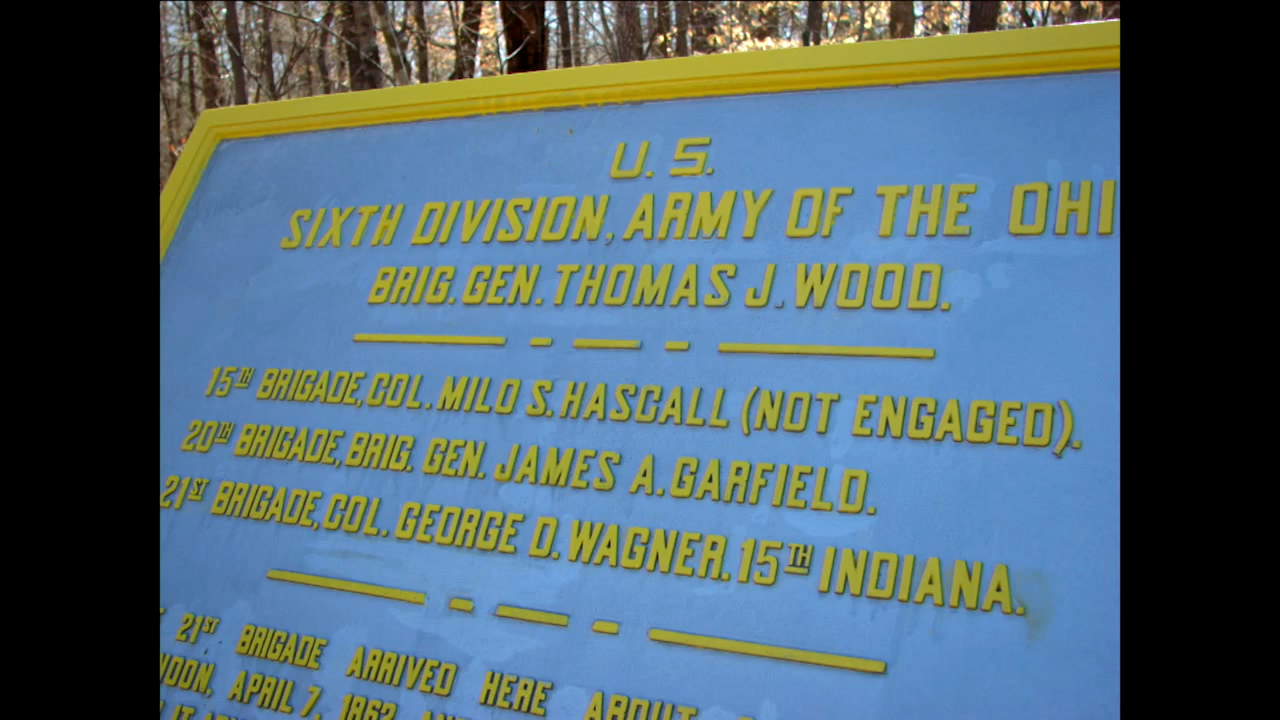 U.S.
SIXTH DIVISION, ARMY OF THE OHI
BRIG. GEN. THOMAS J. WOOD.
15TH BRIGADE, COL. MILO S. HASCALL (NOT ENGAGED).
20TH BRIGADE, BRIG. GEN. JAMES A. GARFIELD.
21ST BRIGADE, COL. GEORGE D. WAGNER. 15TH INDIANA.
21ST BRIGADE ARRIVED HERE ABOUT
APRIL 7, 1862